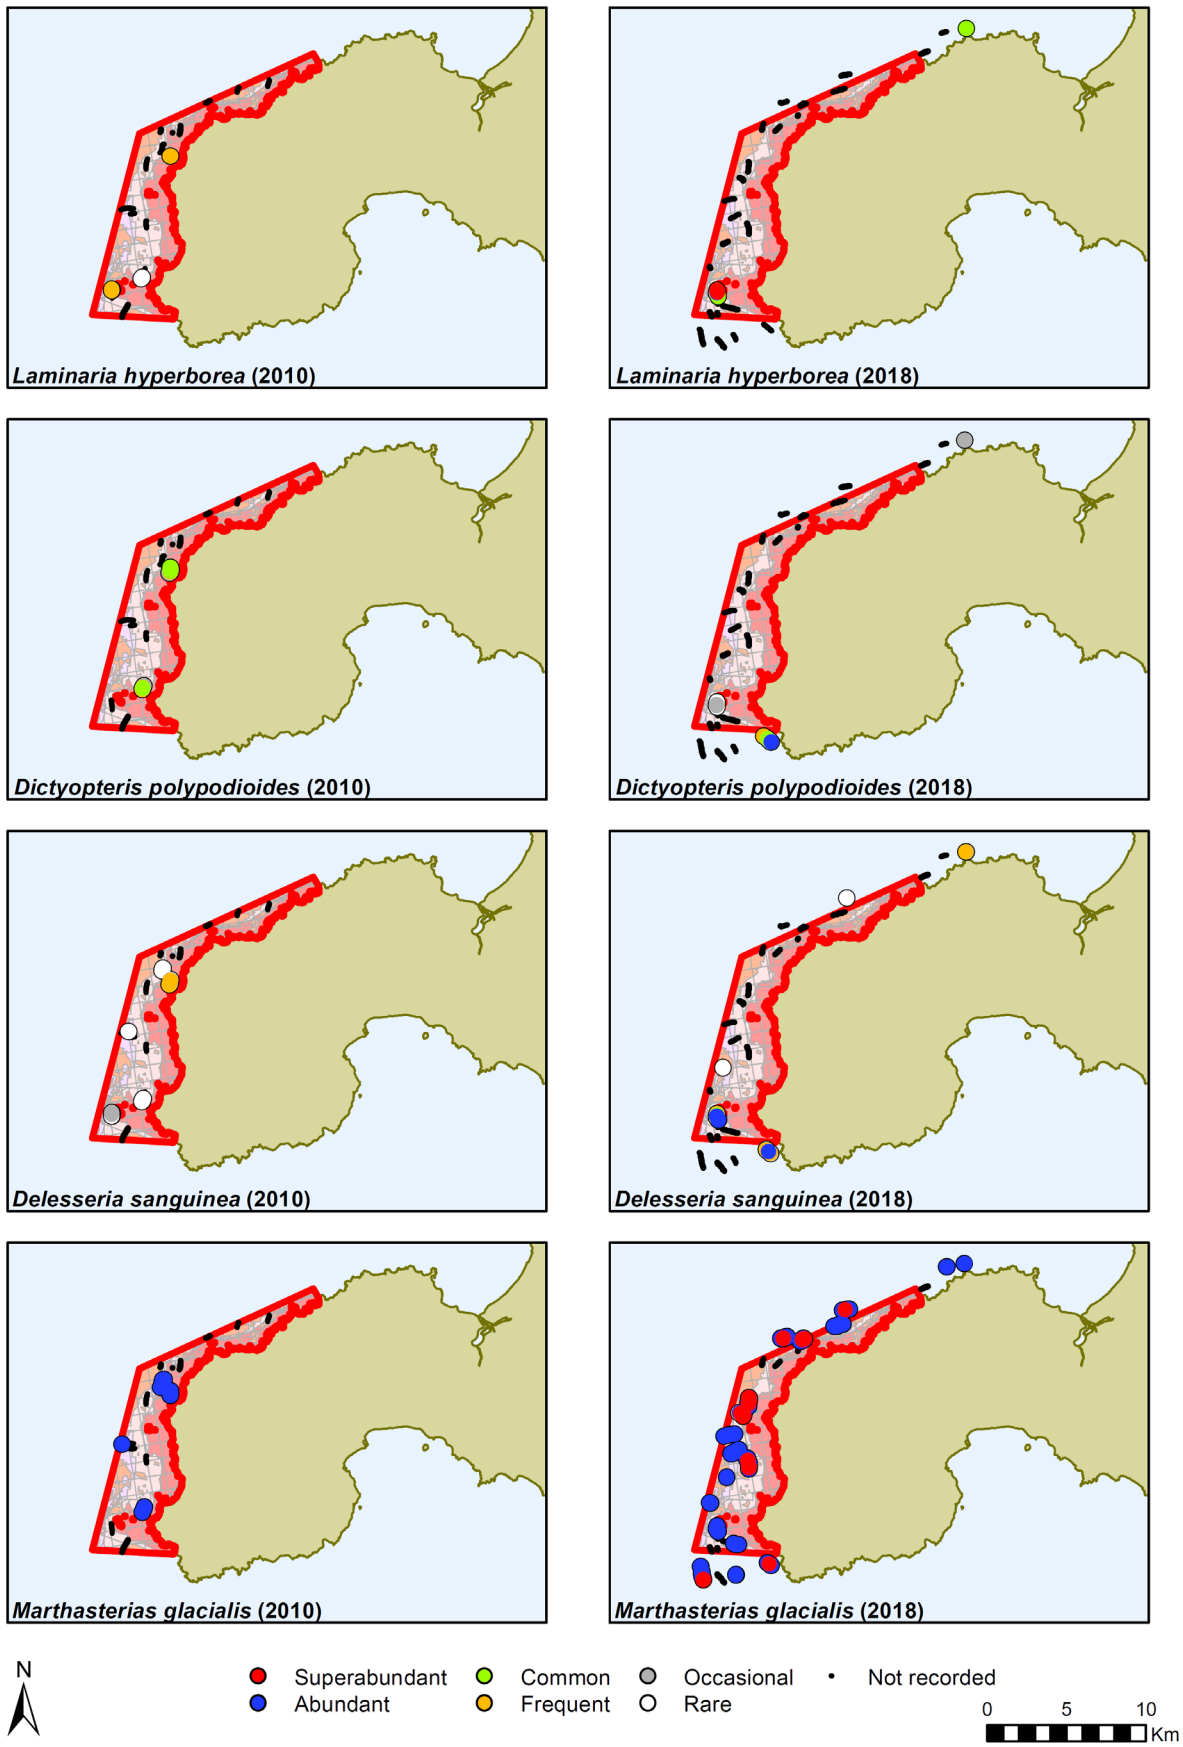 Laminaria hyperborea (2010)
Laminaria hyperborea (2018)
Dictyopteris polypodioides (2010)
Dictyopteris polypodioides (2018)
Delesseria sanguinea (2010)
Delesseria sanguinea (2018)
Marthasterias glacialis (2010)
Marthasterias glacialis (2018)
N
Superabundant
Common
Occasional
Not recorded
Abundant
Frequent
Rare
0 5 10
Km